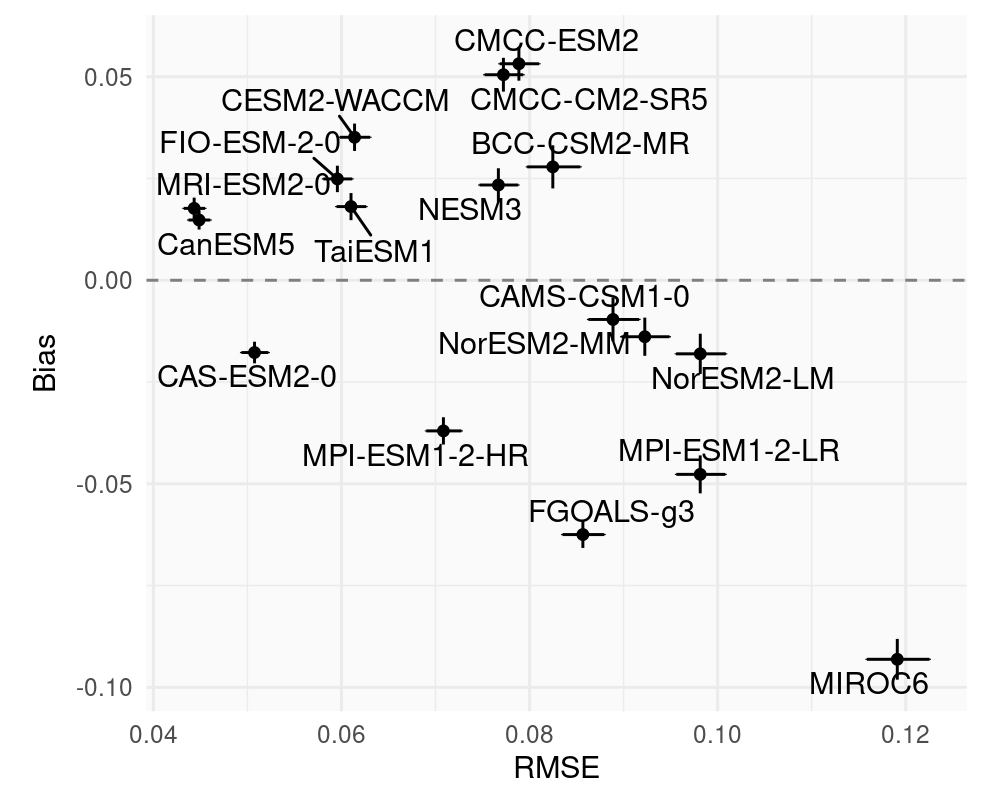 CMCC-ESM2
0.05
CMCC-CM2-SR5
CESM2-WACCM
FIO-ESM-2-0
BCC-CSM2-MR
MRI-ESM2-0
NESM3
CanESM5
TaiESM1
0.00
CAMS-CSM1-0
NorESM2-MM
Bias
CAS-ESM2-0
NorESM2-LM
MPI-ESM1-2-HR
MPI-ESM1-2-LR
-0.05
FGOALS-g3
MIROC6
-0.10
0.04
0.06
0.08
0.10
0.12
RMSE